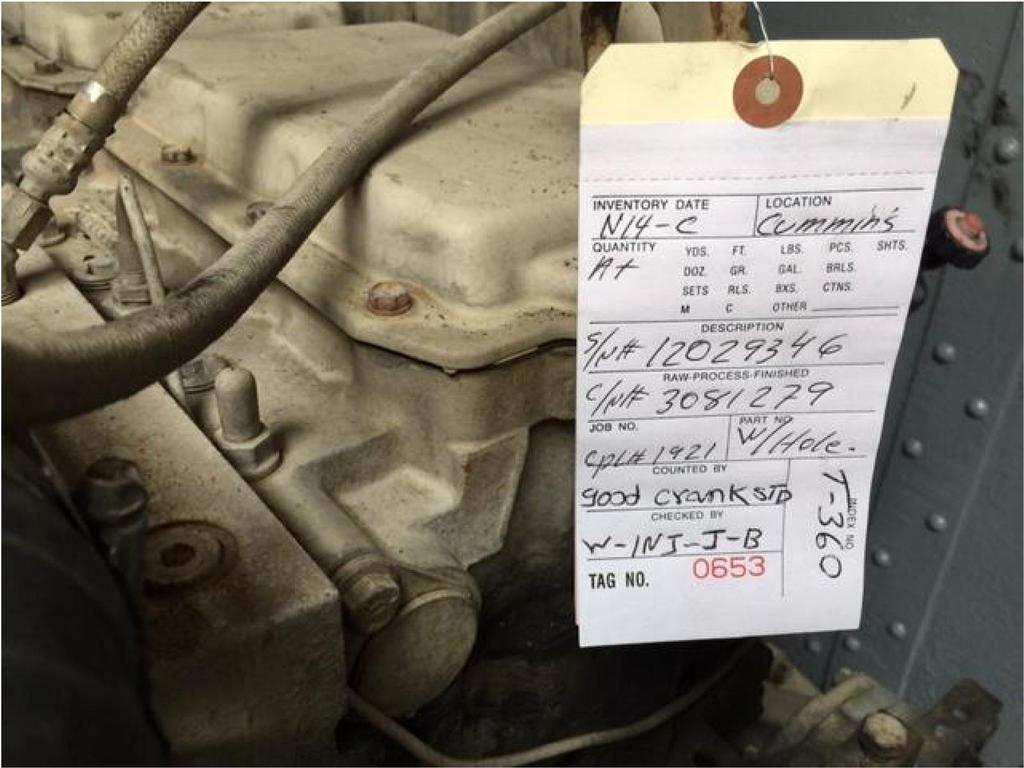 INVENTORY DATE LOCATION
N14-C Cummins
QUANTITY YDS. FT. LBS. PCS. SHTS.
A+ DOZ. GR. GAL. BRLS.
SETS RLS. BXS. CTNS.
M C OTHER
DESCRIPTION
S/N# 12029346
RAW-PROCESS-FINISHED
C/N# 3081279
JOB NO. PART NO.
CPL# 1921 W/Hole.
COUNTED BY
good crank STD
CHECKED BY
W-INJ-J-B
TAG NO. 0653
INDEX NO
T-360